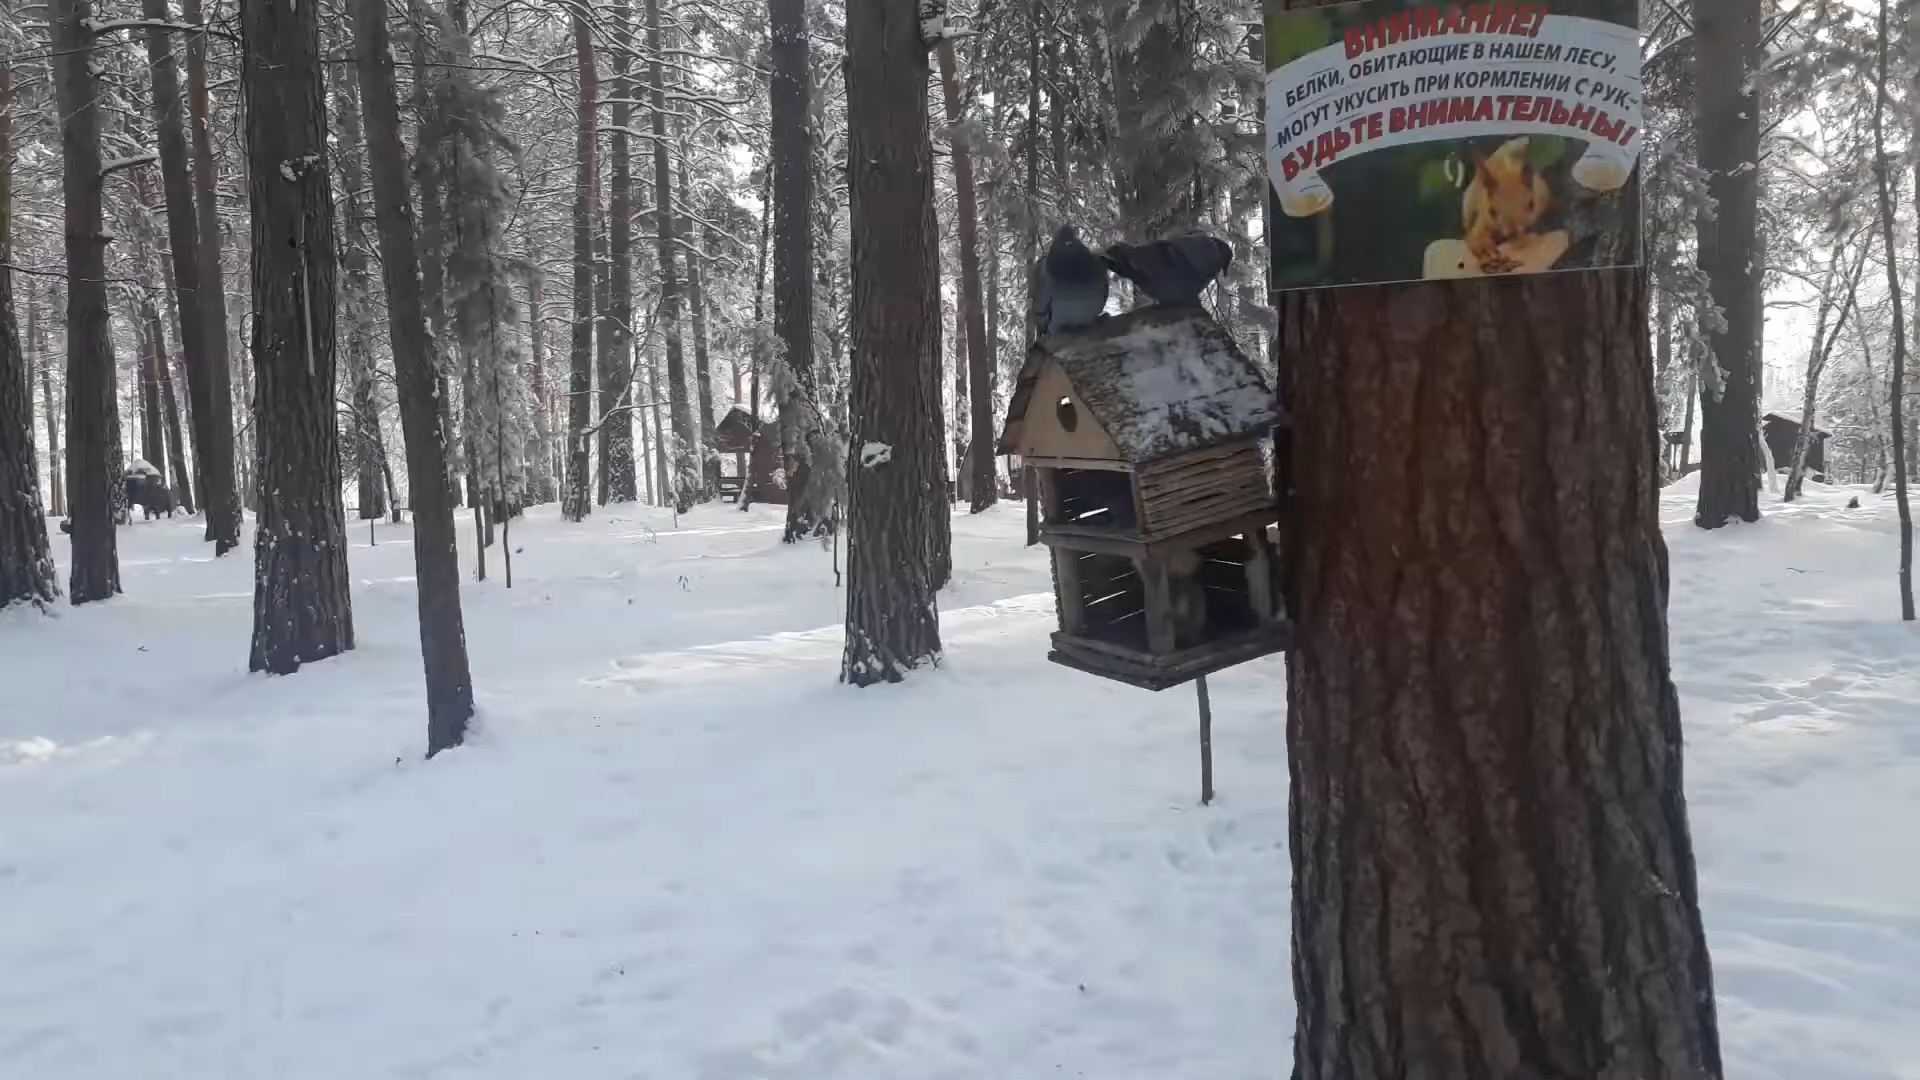 ВНИМАНИЕ!
БЕЛКИ, ОБИТАЮЩИЕ В НАШЕМ ЛЕСУ,
МОГУТ УКУСИТЬ ПРИ КОРМЛЕНИИ С РУК-
БУДЬТЕ ВНИМАТЕЛЬНЫ!